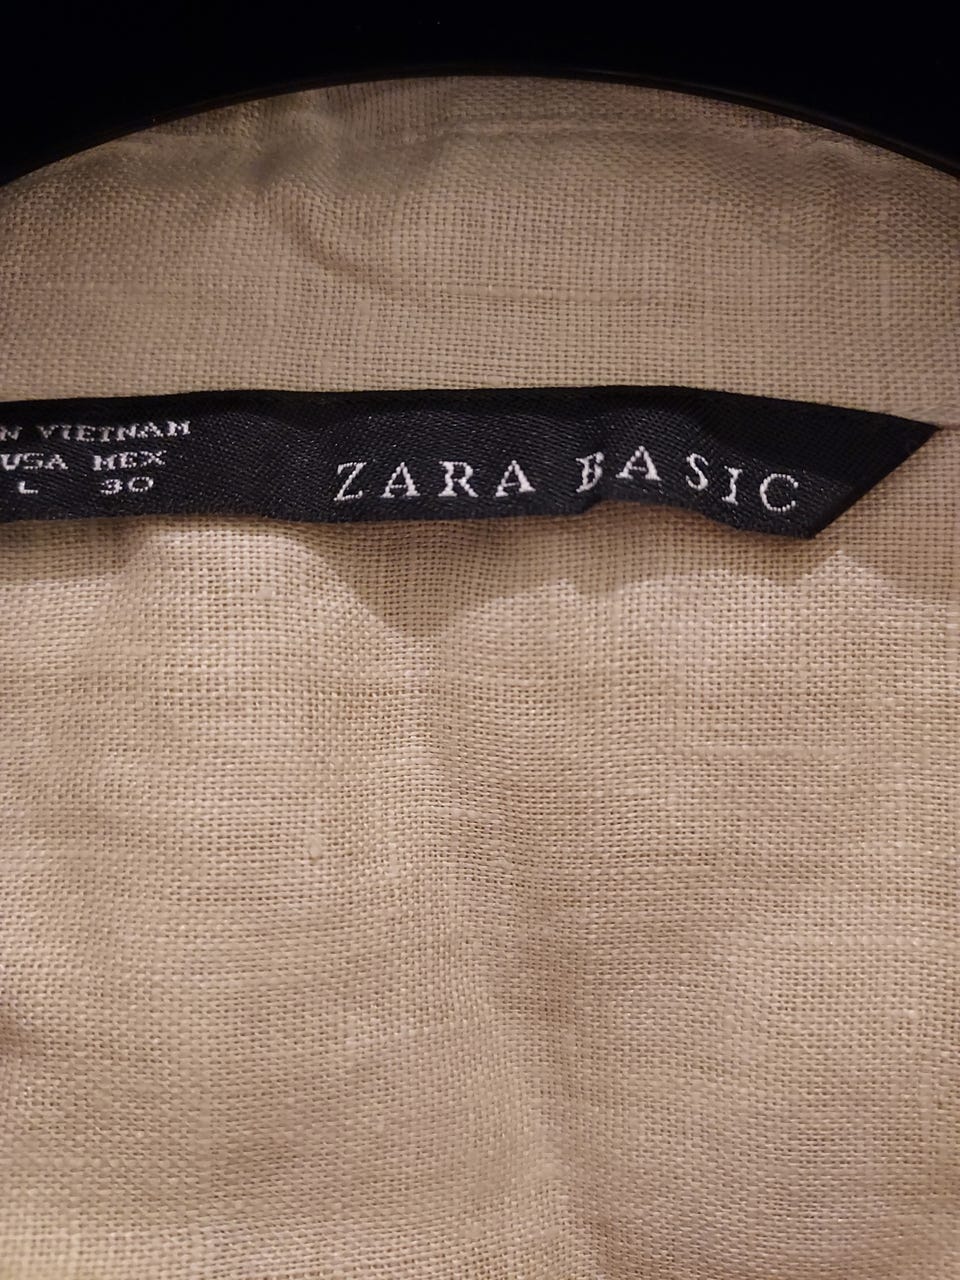 N VIETNAM
USA MEX
L 30
ZARA BASIC